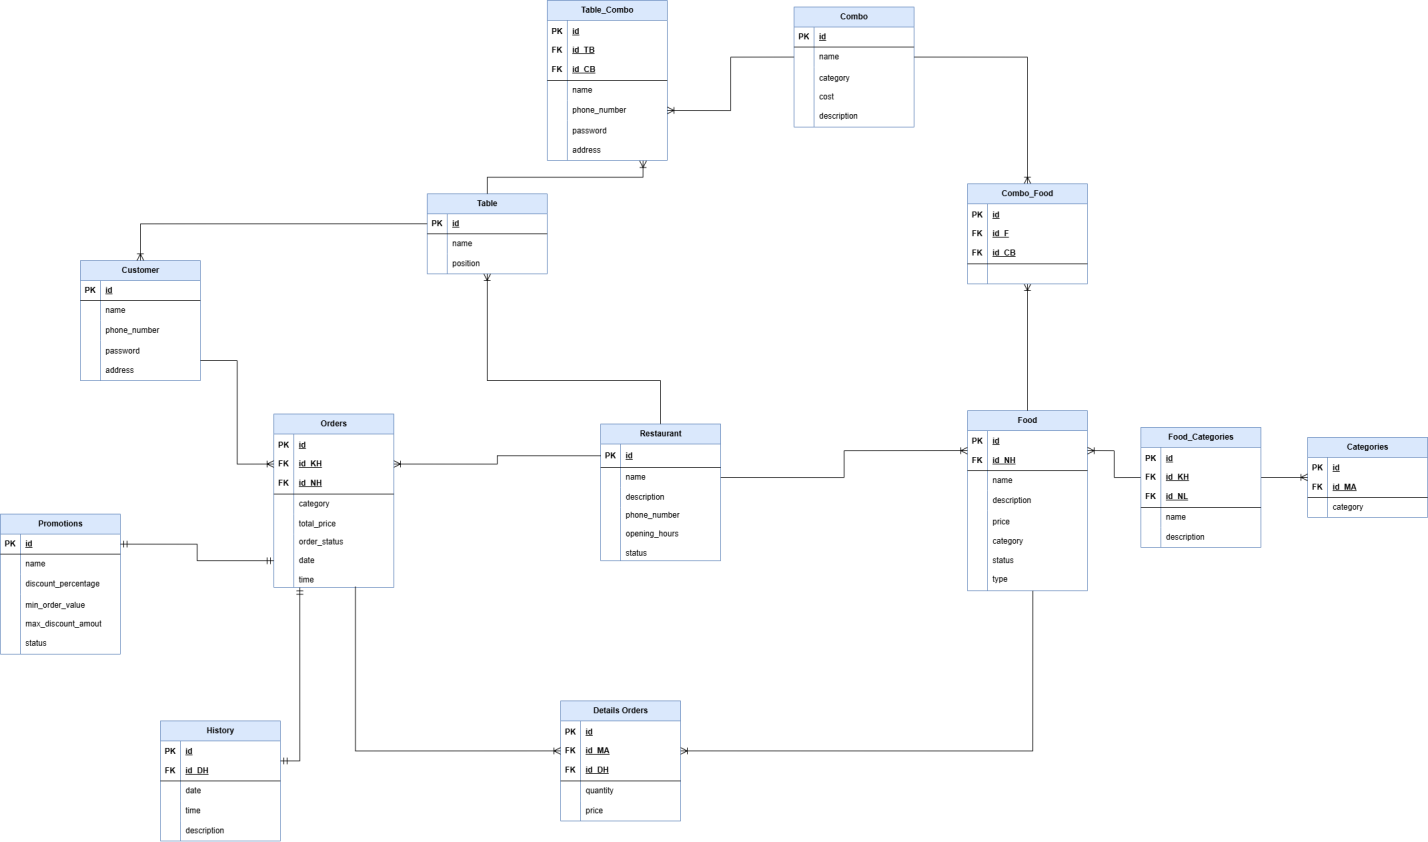 Table_Combo
PK id
FK id_TB
FK id_CB
name
phone_number
password
address
Combo
PK id
name
category
cost
description
Combo_Food
PK id
FK id_F
FK id_CB
Table
PK id
name
position
Customer
PK id
name
phone_number
password
address
Orders
PK id
FK id_KH
FK id_NH
category
total_price
order_status
date
time
Restaurant
PK id
name
description
phone_number
opening_hours
status
Food
PK id
FK id_NH
name
description
price
category
status
type
Food_Categories
PK id
FK id_KH
FK id_NL
name
description
Categories
PK id
FK id_MA
category
Promotions
PK id
name
discount_percentage
min_order_value
max_discount_amout
status
History
PK id
FK id_DH
date
time
description
Details Orders
PK id
FK id_MA
FK id_DH
quantity
price